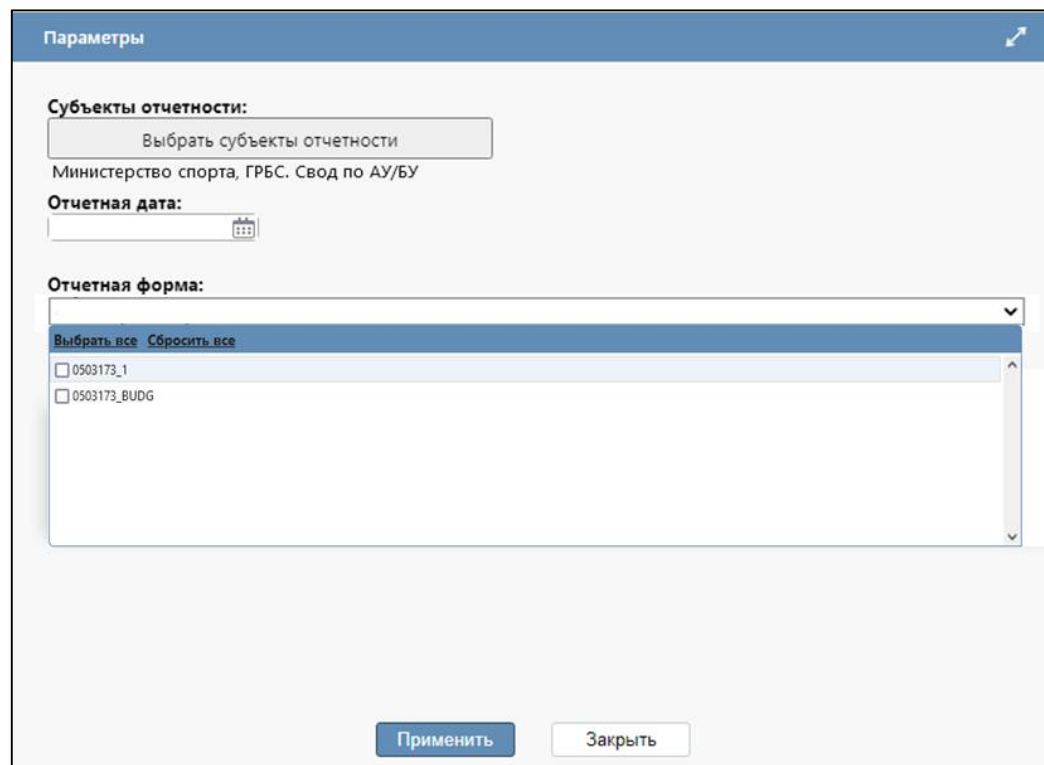 Параметры
Субъекты отчетности:
Выбрать субъекты отчетности
Министерство спорта, ГРБС. Свод по АУ/БУ
Отчетная дата:
Отчетная форма:
Выбрать все Сбросить все
0503173_1
0503173_BUDG
Применить Закрыть